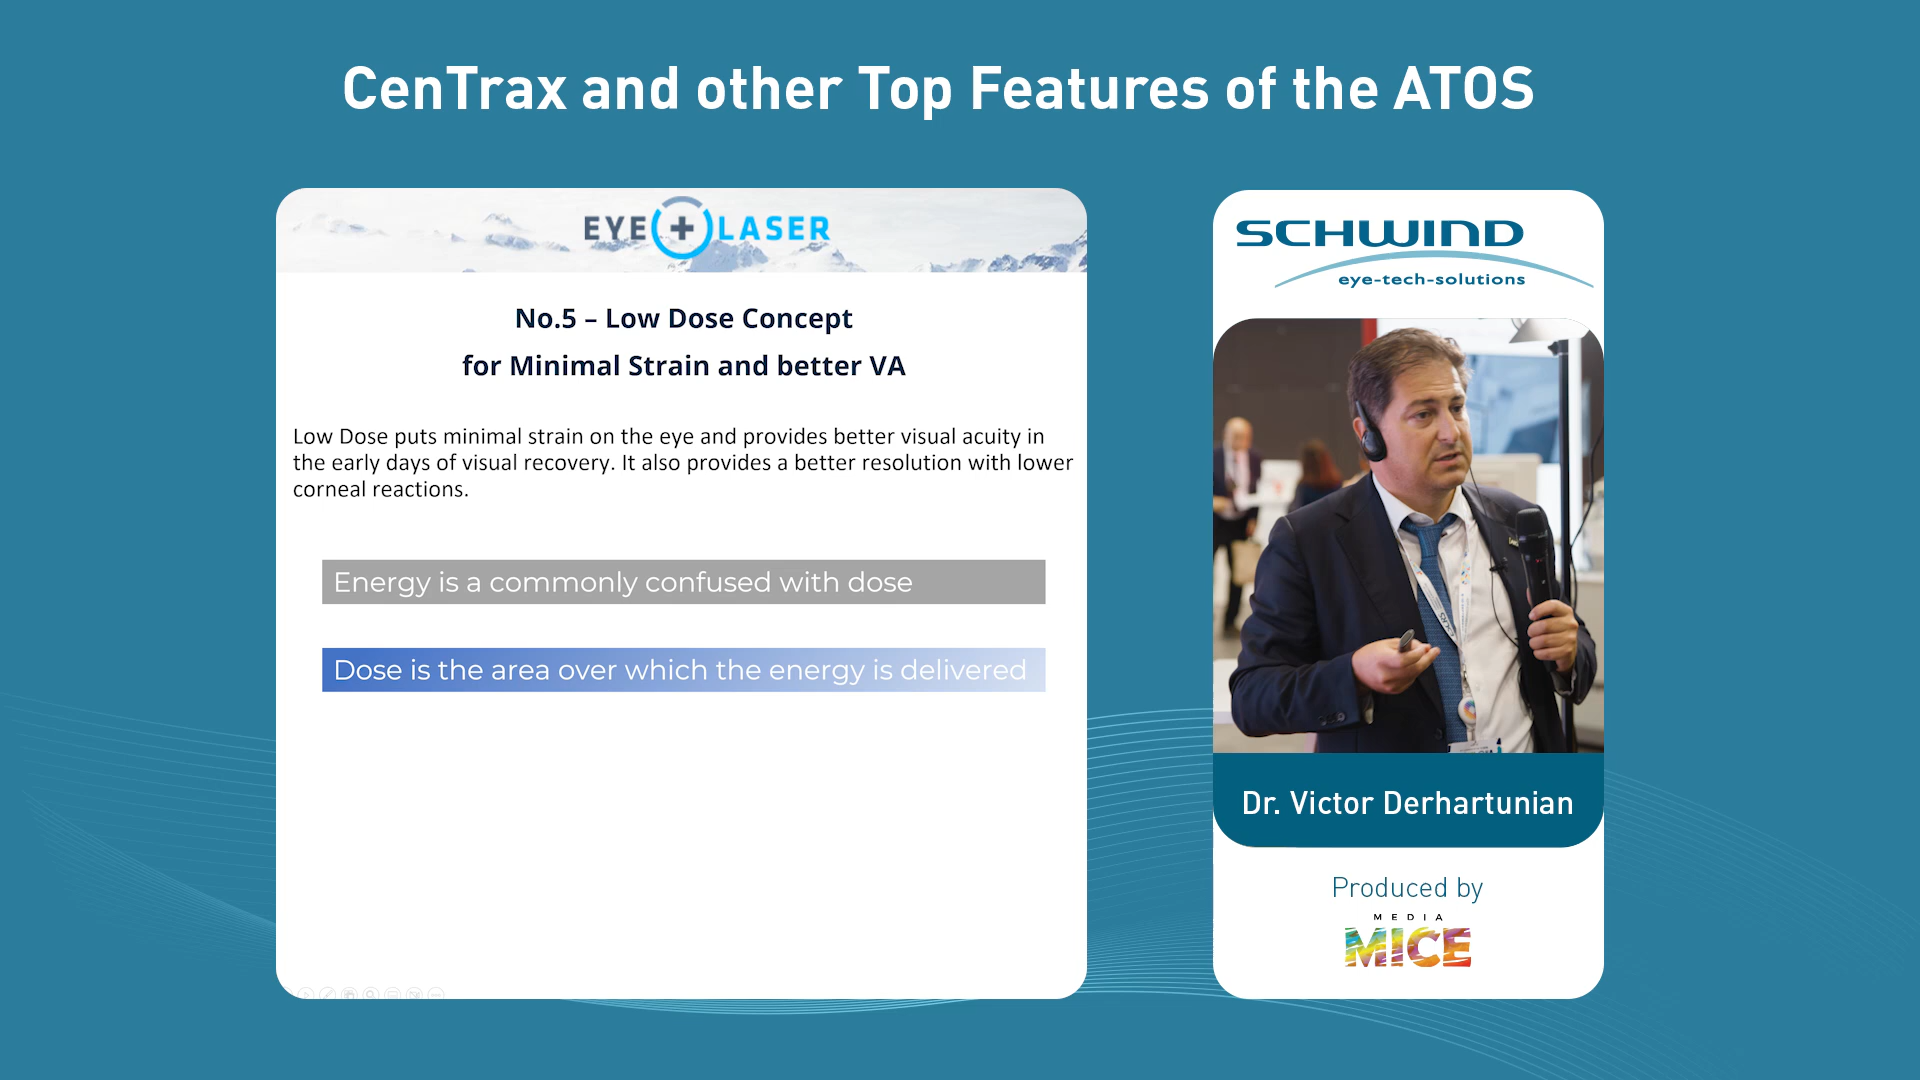 CenTrax and other Top Features of the ATOS
EYE + LASER
No.5 – Low Dose Concept
for Minimal Strain and better VA
Low Dose puts minimal strain on the eye and provides better visual acuity in
the early days of visual recovery. It also provides a better resolution with lower
corneal reactions.
Energy is a commonly confused with dose
Dose is the area over which the energy is delivered
SCHWIND
eye-tech-solutions
Dr. Victor Derhartunian
Produced by
MEDIA
MICE